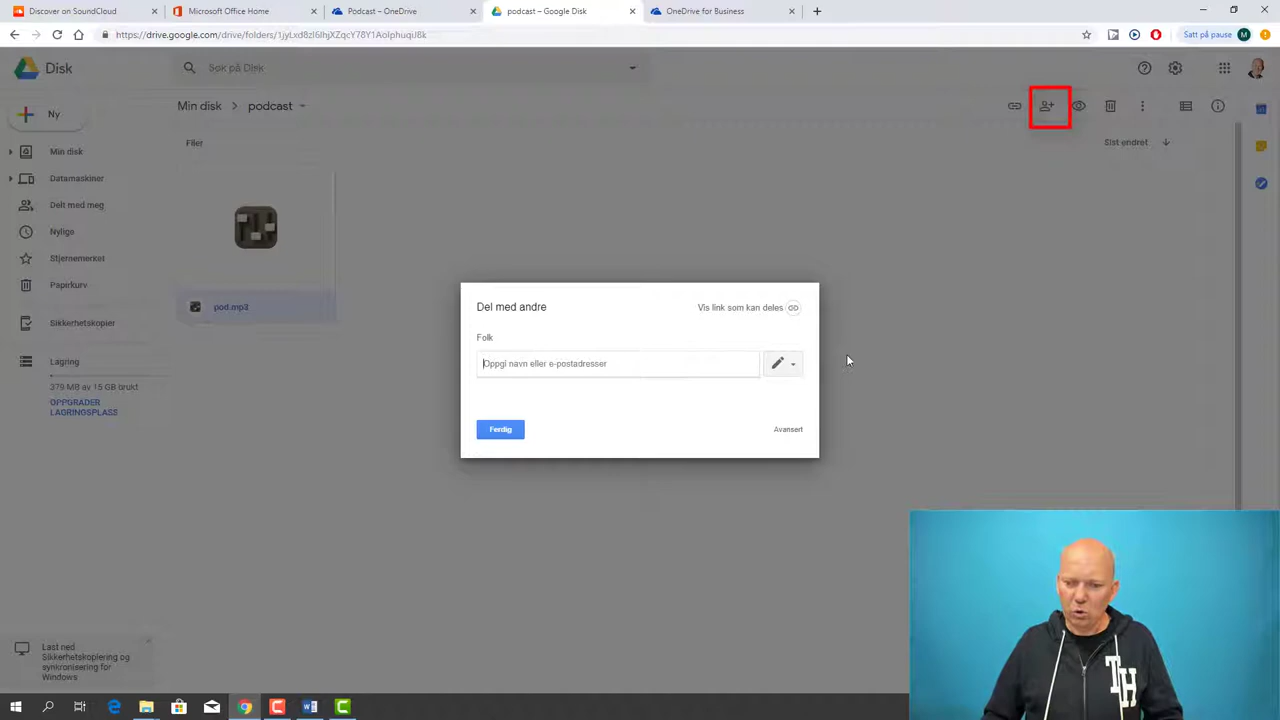 Discover on SoundCloud
Microsoft Office Home
Podcast – OneDrive
podcast – Google Disk
OneDrive for Business
https://drive.google.com/drive/folders/1jyLxd8zl6IhjXZqcY78Y1AolphuqiJ8k
Satt på pause
M
Disk
Søk på Disk
Ny
Min disk
podcast
Filer
Sist endret
Min disk
Datamaskiner
Delt med meg
Nylige
Stjernemerket
Papirkurv
Sikkerhetskopier
Lagring
379 MB av 15 GB brukt
OPPGRADER
LAGRINGSPLASS
pod.mp3
Del med andre
Vis link som kan deles
Folk
Oppgi navn eller e-postadresser
Ferdig
Avansert
Last ned
Sikkerhetskopiering og
synkronisering for
Windows
TH